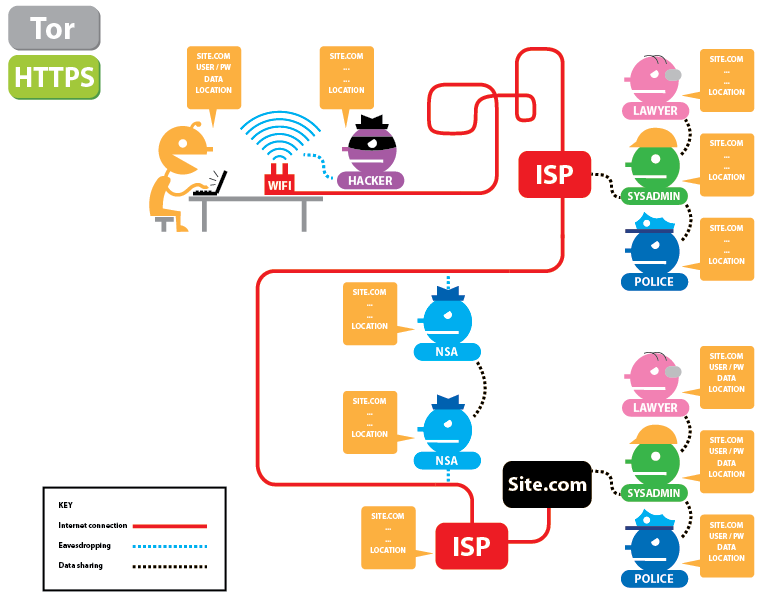 Tor
HTTPS
SITE.COM
USER / PW
DATA
LOCATION
SITE.COM
...
...
LOCATION
WIFI
HACKER
ISP
SITE.COM
...
...
LOCATION
LAWYER
SITE.COM
...
...
LOCATION
SYSADMIN
SITE.COM
...
...
LOCATION
POLICE
SITE.COM
...
...
LOCATION
NSA
SITE.COM
...
...
LOCATION
NSA
SITE.COM
USER / PW
DATA
LOCATION
LAWYER
SITE.COM
USER / PW
DATA
LOCATION
SYSADMIN
SITE.COM
USER / PW
DATA
LOCATION
POLICE
Site.com
SITE.COM
...
...
LOCATION
ISP
KEY
Internet connection
Eavesdropping
Data sharing